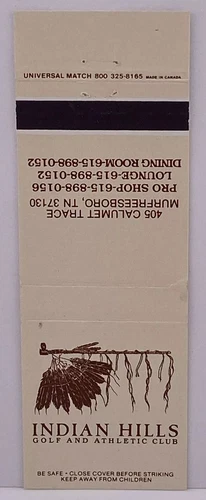 UNIVERSAL MATCH 800 325-8165 MADE IN CANADA
405 CALUMET TRACE
MURFREESBORO, TN 37130
PRO SHOP-615-898-0156
LOUNGE-615-898-0152
DINING ROOM-615-898-0152
INDIAN HILLS
GOLF AND ATHLETIC CLUB
BE SAFE • CLOSE COVER BEFORE STRIKING
KEEP AWAY FROM CHILDREN